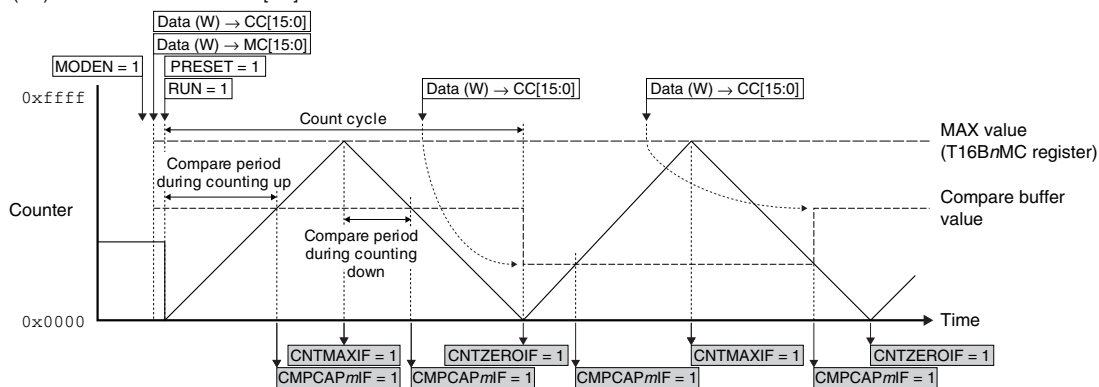 Data (W) → CC[15:0]
Data (W) → MC[15:0]
MODEN = 1
PRESET = 1
RUN = 1
Data (W) → CC[15:0]
Data (W) → CC[15:0]
0xffff
Count cycle
MAX value
(T16BnMC register)
Compare period
during counting up
Counter
Compare buffer
value
Compare period
during counting
down
0x0000
Time
CNTMAXIF = 1
CNTZEROIF = 1
CNTMAXIF = 1
CNTZEROIF = 1
CMPCAPmIF = 1
CMPCAPmIF = 1
CMPCAPmIF = 1
CMPCAPmIF = 1